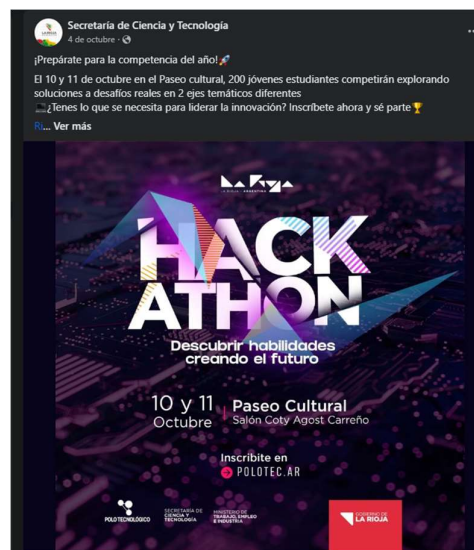 Secretaría de Ciencia y Tecnología
4 de octubre ·
¡Prepárate para la competencia del año!🚀
El 10 y 11 de octubre en el Paseo cultural, 200 jóvenes estudiantes competirán explorando
soluciones a desafíos reales en 2 ejes temáticos diferentes
💻¿Tenes lo que se necesita para liderar la innovación? Inscríbete ahora y sé parte🏆
Ri... Ver más
LA RIOJA
HACK
ATHON
Descubrir habilidades
creando el futuro
10 y 11
Octubre
Paseo Cultural
Salón Coty Agost Carreño
Inscribite en
POLOTEC.AR
POLO TECNOLÓGICO
SECRETARÍA DE
CIENCIA Y
TECNOLOGÍA
MINISTERIO DE
TRABAJO, EMPLEO
E INDUSTRIA
GOBIERNO DE
LA RIOJA